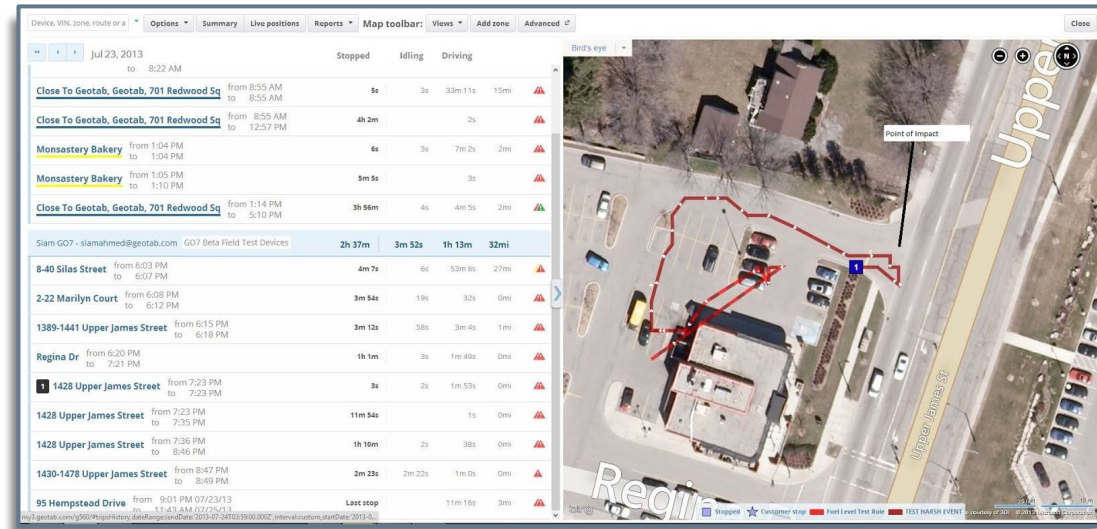 Device, VIN, zone, route or a
Options
Summary
Live positions
Reports
Map toolbar:
Views
Add zone
Advanced
Close
Jul 23, 2013
Stopped Idling Driving
to 8:22 AM
Close To Geotab, Geotab, 701 Redwood Sq from 8:55 AM to 8:55 AM 5s 3s 33m 11s 15mi
Close To Geotab, Geotab, 701 Redwood Sq from 8:55 AM to 12:57 PM 4h 2m 2s
Monsastery Bakery from 1:04 PM to 1:04 PM 6s 3s 7m 2s 2mi
Monsastery Bakery from 1:05 PM to 1:10 PM 5m 5s 3s
Close To Geotab, Geotab, 701 Redwood Sq from 1:14 PM to 5:10 PM 3h 56m 4s 4m 5s 2mi
Siam GO7 - siamahmed@geotab.com GO7 Beta Field Test Devices 2h 37m 3m 52s 1h 13m 32mi
8-40 Silas Street from 6:03 PM to 6:07 PM 4m 7s 6s 53m 6s 27mi
2-22 Marilyn Court from 6:08 PM to 6:12 PM 3m 54s 19s 32s 0mi
1389-1441 Upper James Street from 6:15 PM to 6:18 PM 3m 12s 58s 3m 4s 1mi
Regina Dr from 6:20 PM to 7:21 PM 1h 1m 3s 1m 49s 0mi
1 1428 Upper James Street from 7:23 PM to 7:23 PM 3s 2s 1m 53s 0mi
1428 Upper James Street from 7:23 PM to 7:35 PM 11m 54s 1s 0mi
1428 Upper James Street from 7:36 PM to 8:46 PM 1h 10m 2s 38s 0mi
1430-1478 Upper James Street from 8:47 PM to 8:49 PM 2m 23s 2m 22s 1m 0s 0mi
95 Hempstead Drive from 9:01 PM 07/23/13 to 11:43 AM 07/25/13 Last stop 11m 16s 3mi
Bird's eye
N
Upper
Point of Impact
1
Upper James St
Regin
bing
Stopped Customer stop Fuel Level Test Rule TEST HARSH EVENT